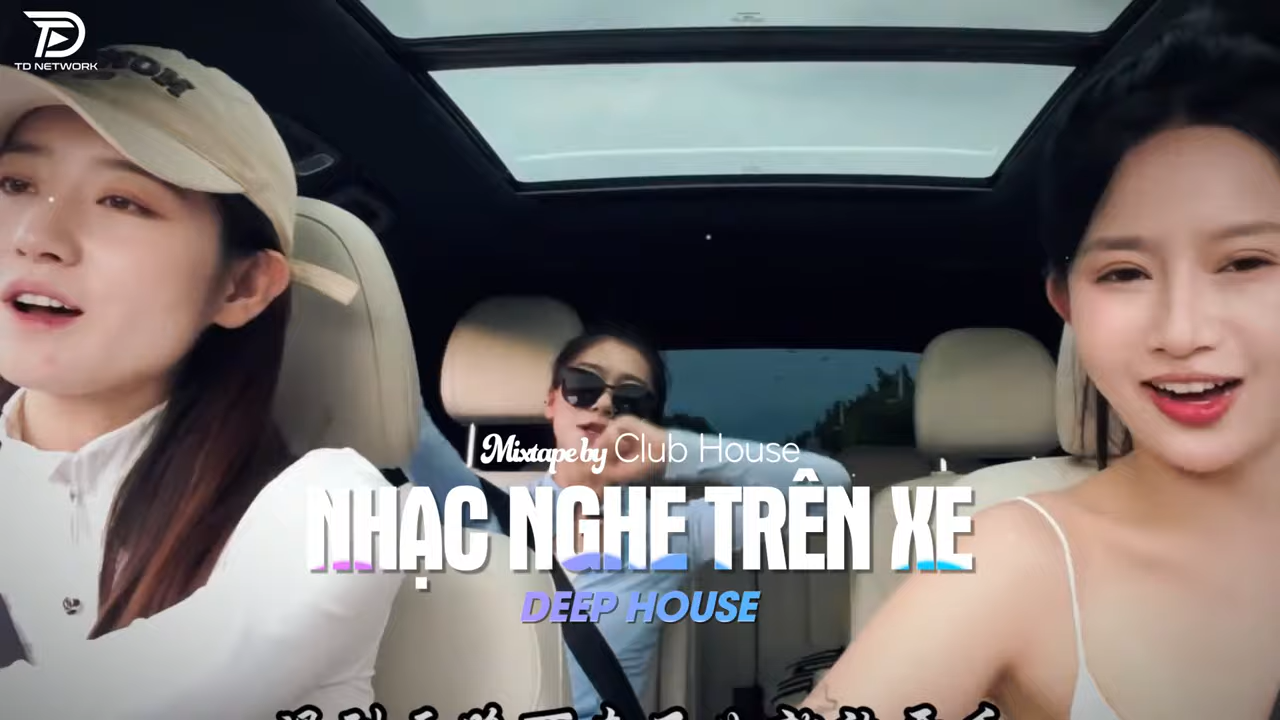 TD NETWORK
Mixtape by Club House
NHẠC NGHE TRÊN XE
DEEP HOUSE